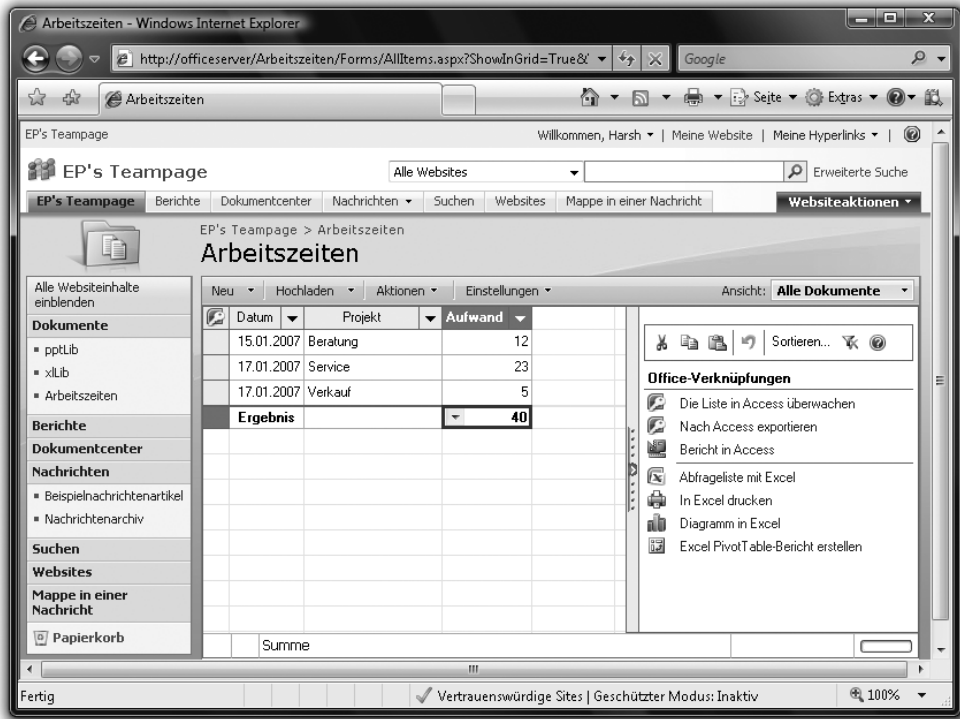 Arbeitszeiten - Windows Internet Explorer
http://officeserver/Arbeitszeiten/Forms/AllItems.aspx?ShowInGrid=True&
Google
Arbeitszeiten
Seite
Extras
EP's Teampage
Willkommen, Harsh | Meine Website | Meine Hyperlinks |
EP's Teampage
Alle Websites
Erweiterte Suche
EP's Teampage Berichte Dokumentcenter Nachrichten Suchen Websites Mappe in einer Nachricht Websiteaktionen
EP's Teampage > Arbeitszeiten
Arbeitszeiten
Alle Websiteinhalte
einblenden
Dokumente
pptLib
xlLib
Arbeitszeiten
Berichte
Dokumentcenter
Nachrichten
Beispielnachrichtenartikel
Nachrichtenarchiv
Suchen
Websites
Mappe in einer
Nachricht
Papierkorb
Neu Hochladen Aktionen Einstellungen Ansicht: Alle Dokumente
Datum Projekt Aufwand
15.01.2007 Beratung 12
17.01.2007 Service 23
17.01.2007 Verkauf 5
Ergebnis 40
Summe
Sortieren...
Office-Verknüpfungen
Die Liste in Access überwachen
Nach Access exportieren
Bericht in Access
Abfrageliste mit Excel
In Excel drucken
Diagramm in Excel
Excel PivotTable-Bericht erstellen
Fertig
Vertrauenswürdige Sites | Geschützter Modus: Inaktiv
100%